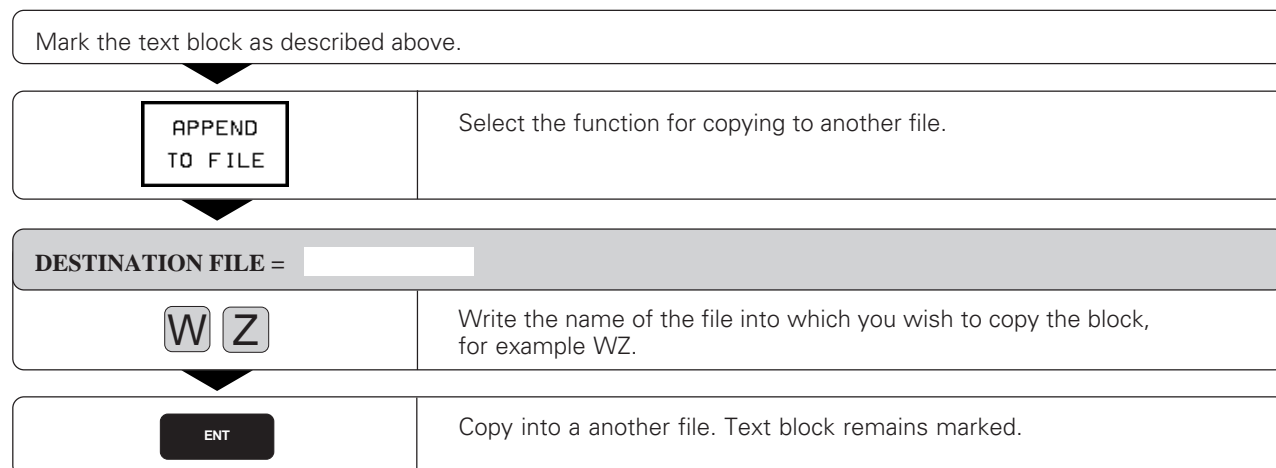 Mark the text block as described above.
APPEND
TO FILE
Select the function for copying to another file.
DESTINATION FILE =
W Z
Write the name of the file into which you wish to copy the block,
for example WZ.
ENT
Copy into a another file. Text block remains marked.